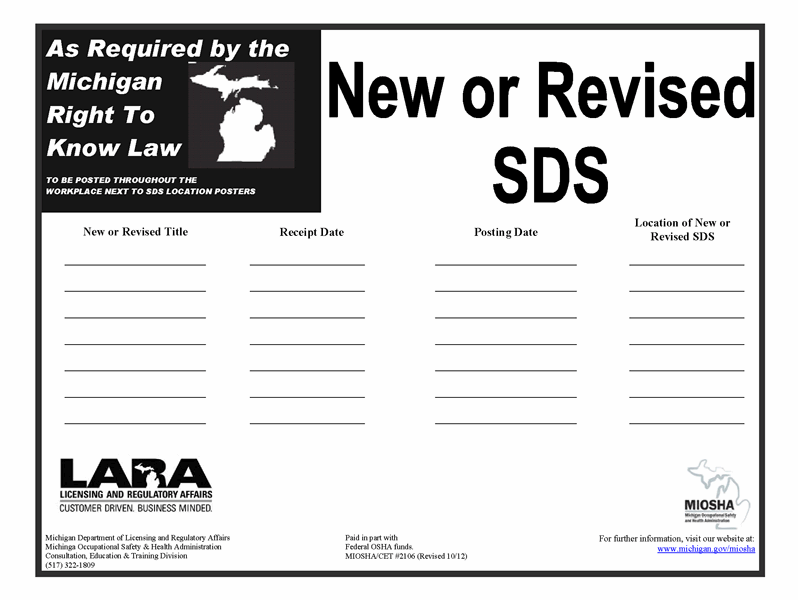 As Required by the
Michigan
Right To
Know Law
TO BE POSTED THROUGHOUT THE
WORKPLACE NEXT TO SDS LOCATION POSTERS
New or Revised
SDS
New or Revised Title
Receipt Date
Posting Date
Location of New or
Revised SDS
LARA
LICENSING AND REGULATORY AFFAIRS
CUSTOMER DRIVEN. BUSINESS MINDED.
MIOSHA
Michigan Occupational Safety
and Health Administration
Michigan Department of Licensing and Regulatory Affairs
Michinga Occupational Safety & Health Administration
Consultation, Education & Training Division
(517) 322-1809
Paid in part with
Federal OSHA funds.
MIOSHA/CET #2106 (Revised 10/12)
For further information, visit our website at:
www.michigan.gov/miosha